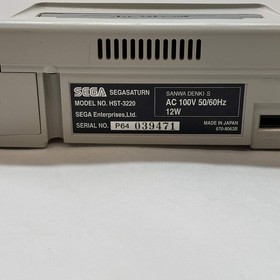 SEGA SEGASATURN
MODEL NO. HST-3220
SEGA Enterprises,Ltd.
SERIAL NO. P64 039471
SANWA DENKI S
AC 100V 50/60Hz
12W
MADE IN JAPAN
670-8063B